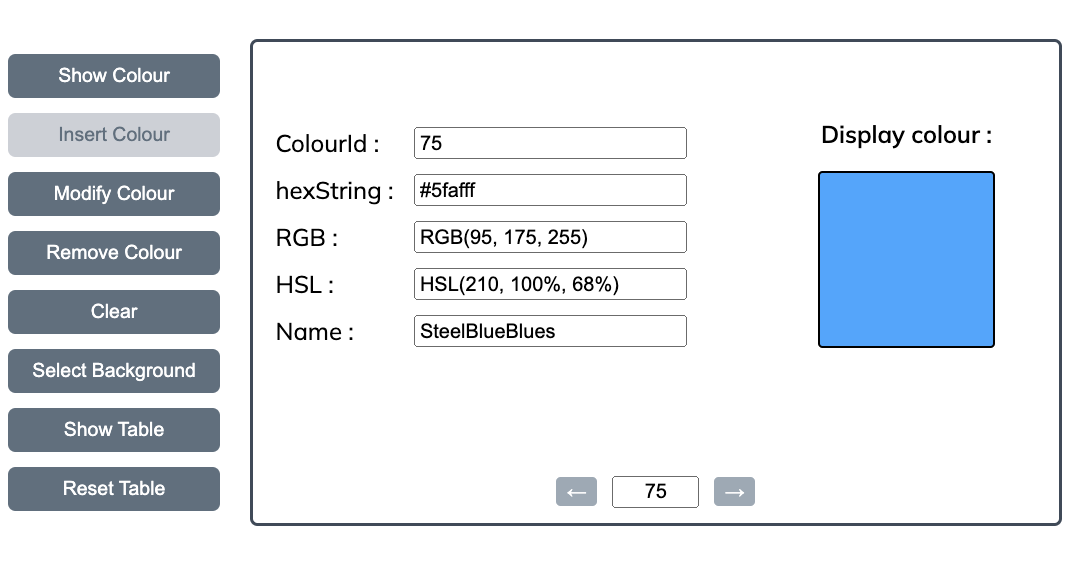 Show Colour
Insert Colour
Modify Colour
Remove Colour
Clear
Select Background
Show Table
Reset Table
ColourId : 75
hexString : #5fafff
RGB : RGB(95, 175, 255)
HSL : HSL(210, 100%, 68%)
Name : SteelBlueBlues
Display colour :
← 75 →